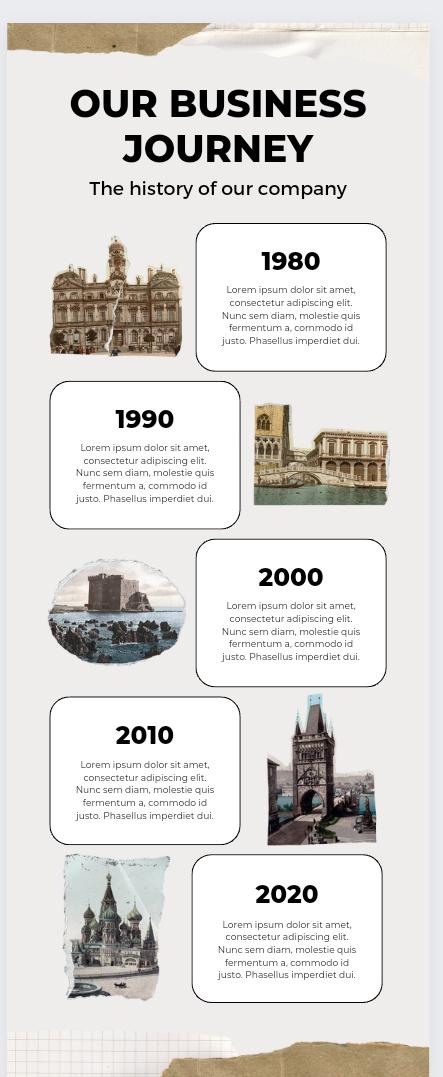 OUR BUSINESS
JOURNEY
The history of our company
1980
Lorem ipsum dolor sit amet,
consectetur adipiscing elit.
Nunc sem diam, molestie quis
fermentum a, commodo id
justo. Phasellus imperdiet dui.
1990
Lorem ipsum dolor sit amet,
consectetur adipiscing elit.
Nunc sem diam, molestie quis
fermentum a, commodo id
justo. Phasellus imperdiet dui.
2000
Lorem ipsum dolor sit amet,
consectetur adipiscing elit.
Nunc sem diam, molestie quis
fermentum a, commodo id
justo. Phasellus imperdiet dui.
2010
Lorem ipsum dolor sit amet,
consectetur adipiscing elit.
Nunc sem diam, molestie quis
fermentum a, commodo id
justo. Phasellus imperdiet dui.
2020
Lorem ipsum dolor sit amet,
consectetur adipiscing elit.
Nunc sem diam, molestie quis
fermentum a, commodo id
justo. Phasellus imperdiet dui.